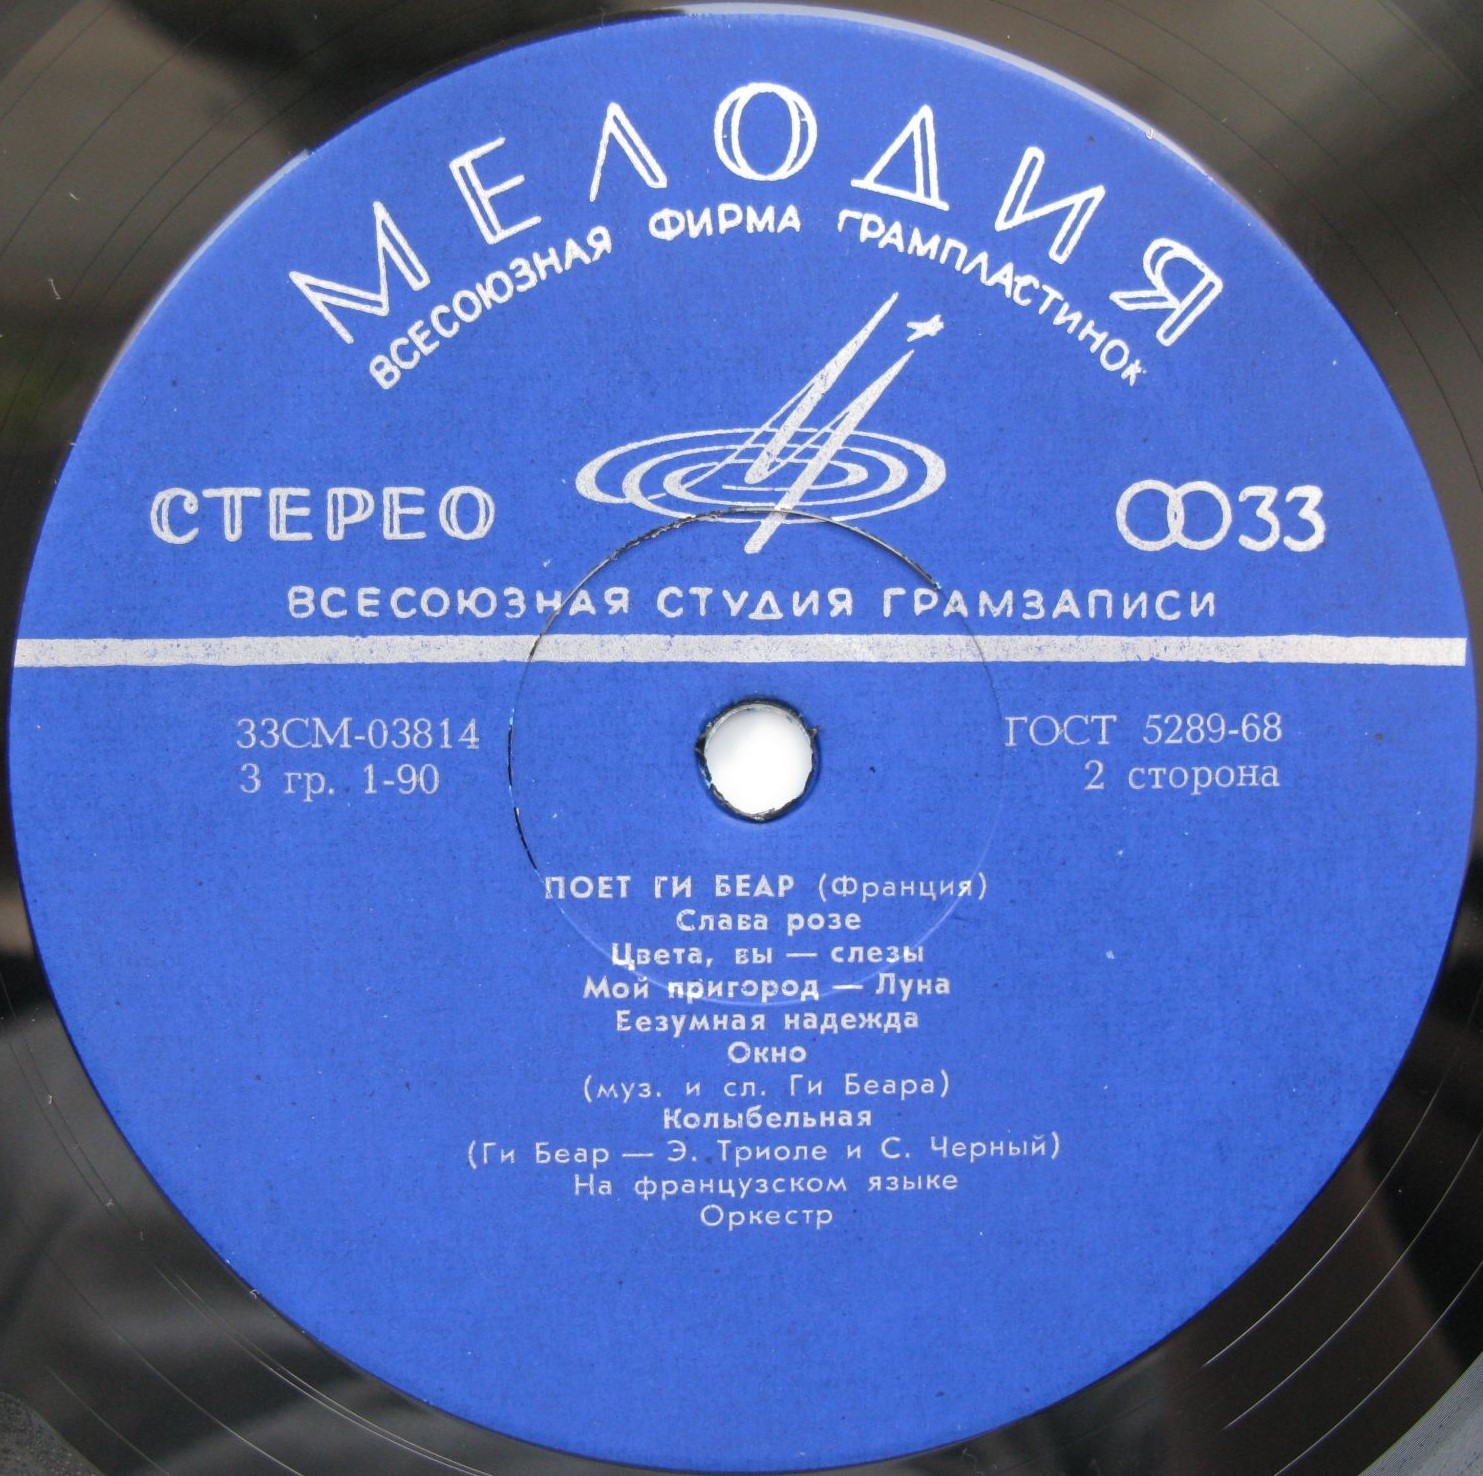 МЕЛОДИЯ
ВСЕСОЮЗНАЯ ФИРМА ГРАМПЛАСТИНОК
СТЕРЕО
33
ВСЕСОЮЗНАЯ СТУДИЯ ГРАМЗАПИСИ
33СМ-03814
ГОСТ 5289-68
3 гр. 1-90
2 сторона
ПОЕТ ГИ БЕАР (Франция)
Слава розе
Цвета, вы — слезы
Мой пригород — Луна
Безумная надежда
Окно
(муз. и сл. Ги Беара)
Колыбельная
(Ги Беар — Э. Триоле и С. Черный)
На французском языке
Оркестр